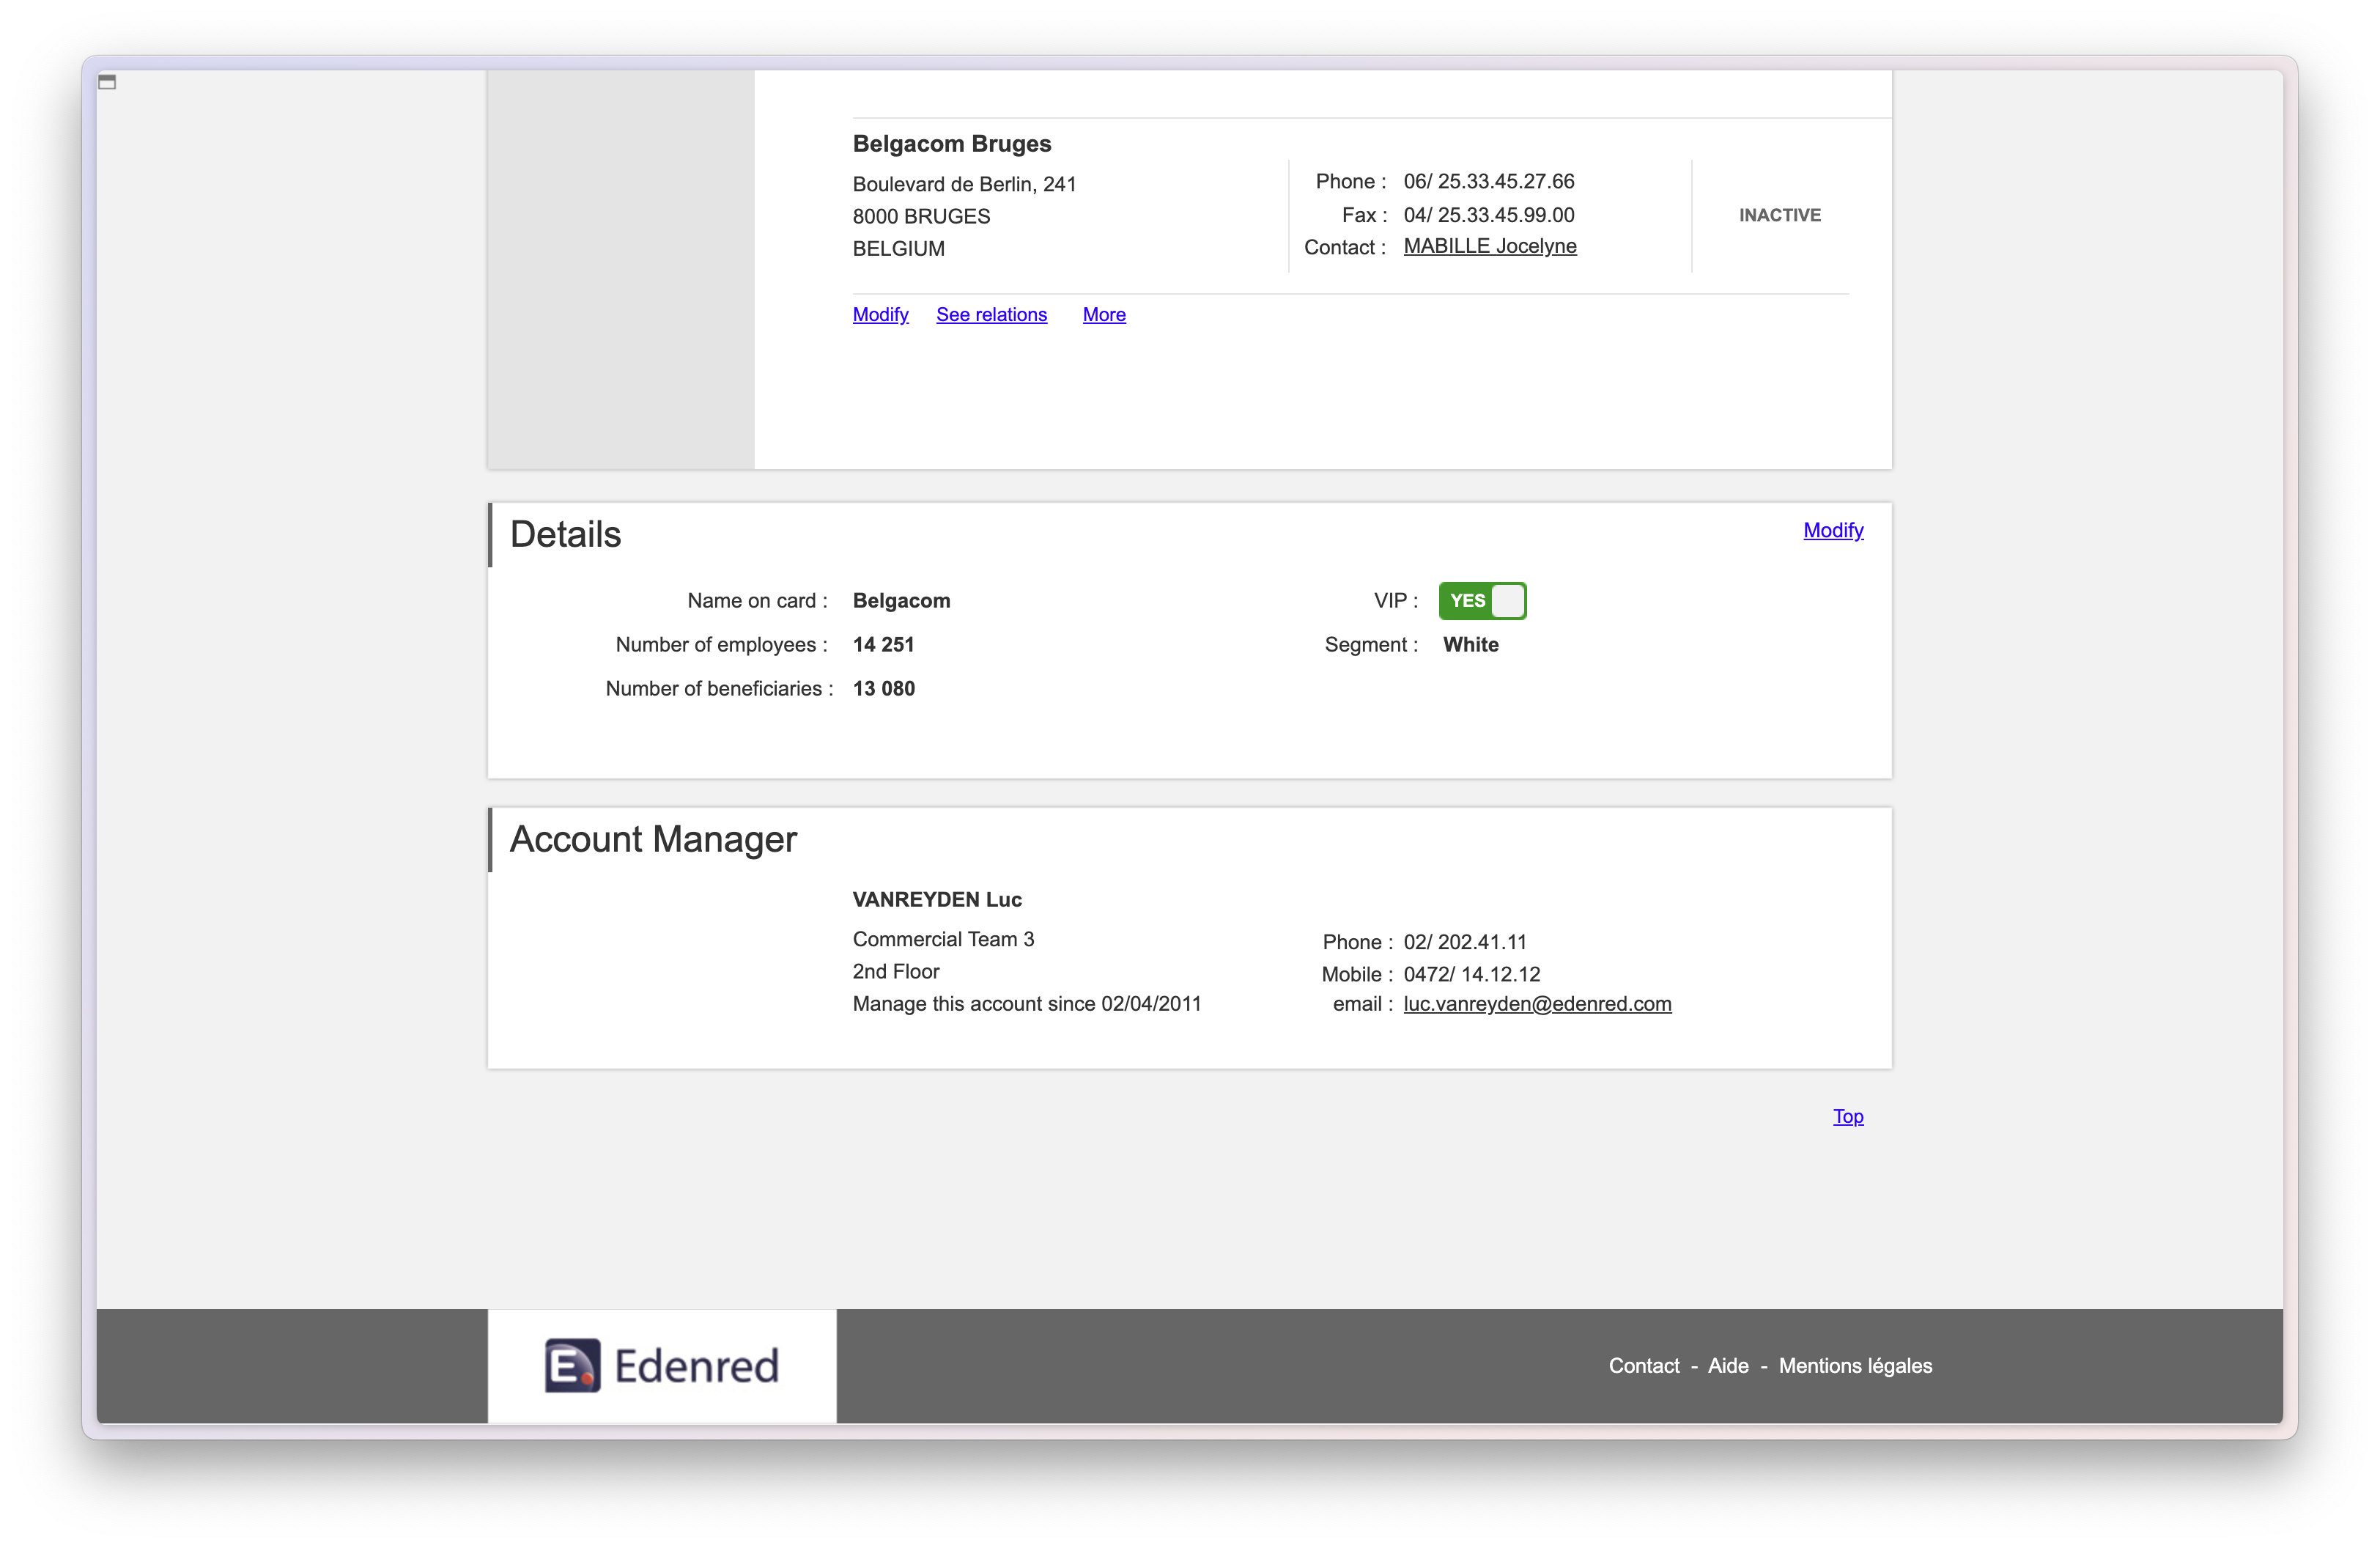 Belgacom Bruges
Boulevard de Berlin, 241
8000 BRUGES
BELGIUM
Phone : 06/ 25.33.45.27.66
Fax : 04/ 25.33.45.99.00
Contact : MABILLE Jocelyne
INACTIVE
Modify See relations More
Details
Modify
Name on card : Belgacom
Number of employees : 14 251
Number of beneficiaries : 13 080
VIP : YES
Segment : White
Account Manager
VANREYDEN Luc
Commercial Team 3
2nd Floor
Manage this account since 02/04/2011
Phone : 02/ 202.41.11
Mobile : 0472/ 14.12.12
email : luc.vanreyden@edenred.com
Top
E. Edenred
Contact - Aide - Mentions légales